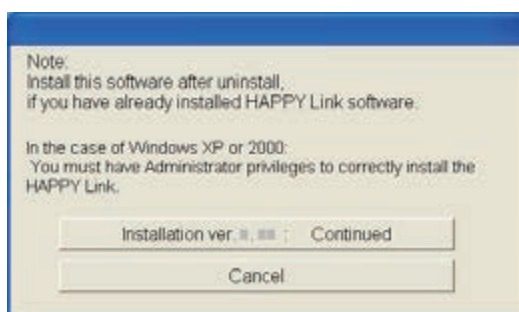 Note:
Install this software after uninstall,
if you have already installed HAPPY Link software.
In the case of Windows XP or 2000:
You must have Administrator privileges to correctly install the
HAPPY Link.
Installation ver. : Continued
Cancel